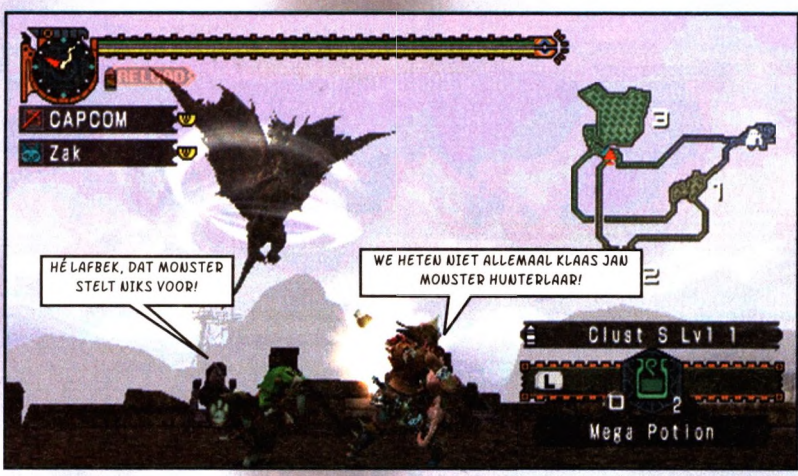 RELOAD
CAPCOM
Zak
3
1
2
HÉ LAFBEK, DAT MONSTER
STELT NIKS VOOR!
WE HETEN NIET ALLEMAAL KLAAS JAN
MONSTER HUNTERLAAR!
Clust S Lv1 1
L
2
Mega Potion